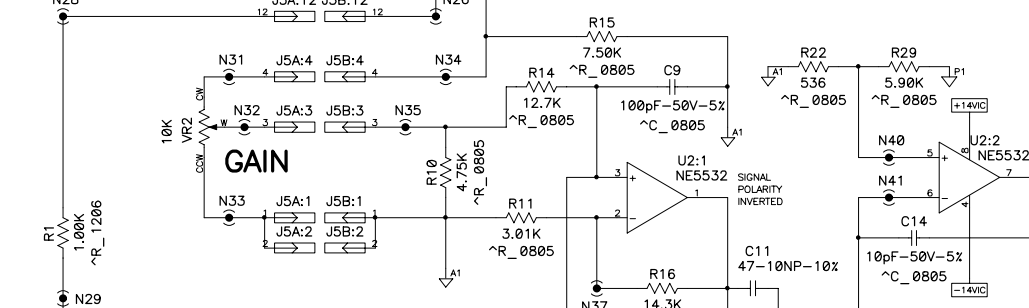 N28
12
J5A:12
J5B:12
12
N26
R15
7.50K
^R_0805
N31
4
J5A:4
J5B:4
4
N34
R14
12.7K
^R_0805
C9
100pF-50V-5%
^C_0805
A1
R22
536
^R_0805
R29
5.90K
^R_0805
A1
P1
+14VIC
CW
10K
VR2
W
CCW
N32
3
J5A:3
J5B:3
3
N35
GAIN
R10
4.75K
^R_0805
U2:1
NE5532
3
+
2
-
1
SIGNAL
POLARITY
INVERTED
N40
5
+
N41
6
-
8
4
U2:2
NE5532
7
N33
1
J5A:1
J5B:1
1
2
J5A:2
J5B:2
2
R11
3.01K
^R_0805
R1
1.00K
^R_1206
A1
C14
10pF-50V-5%
^C_0805
-14VIC
C11
47-10NP-10%
R16
14.3K
N29
N37